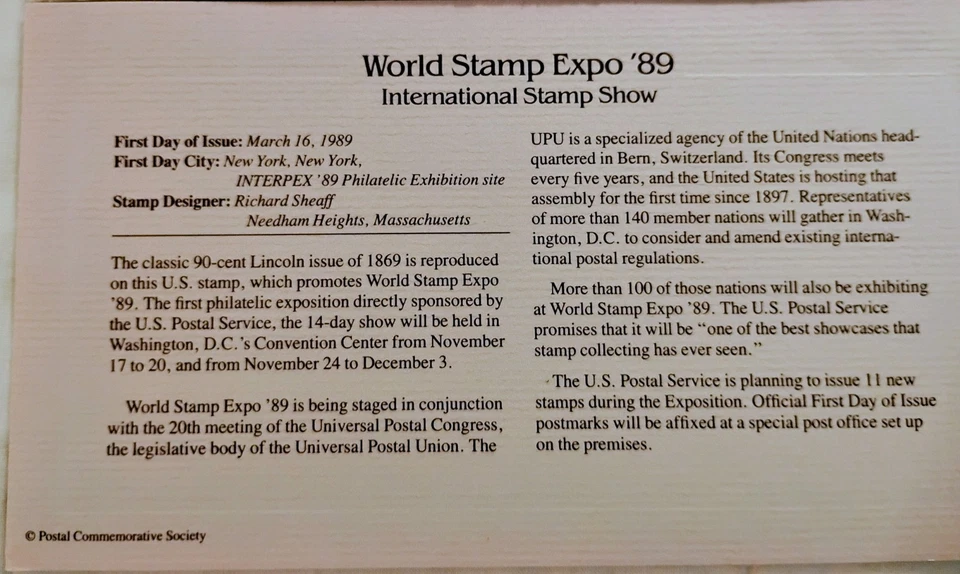 World Stamp Expo '89
International Stamp Show
First Day of Issue: March 16, 1989
First Day City: New York, New York,
INTERPEX '89 Philatelic Exhibition site
Stamp Designer: Richard Sheaff
Needham Heights, Massachusetts
The classic 90-cent Lincoln issue of 1869 is reproduced
on this U.S. stamp, which promotes World Stamp Expo
'89. The first philatelic exposition directly sponsored by
the U.S. Postal Service, the 14-day show will be held in
Washington, D.C.'s Convention Center from November
17 to 20, and from November 24 to December 3.
World Stamp Expo '89 is being staged in conjunction
with the 20th meeting of the Universal Postal Congress,
the legislative body of the Universal Postal Union. The
UPU is a specialized agency of the United Nations head-
quartered in Bern, Switzerland. Its Congress meets
every five years, and the United States is hosting that
assembly for the first time since 1897. Representatives
of more than 140 member nations will gather in Wash-
ington, D.C. to consider and amend existing interna-
tional postal regulations.
More than 100 of those nations will also be exhibiting
at World Stamp Expo '89. The U.S. Postal Service
promises that it will be "one of the best showcases that
stamp collecting has ever seen."
The U.S. Postal Service is planning to issue 11 new
stamps during the Exposition. Official First Day of Issue
postmarks will be affixed at a special post office set up
on the premises.
© Postal Commemorative Society